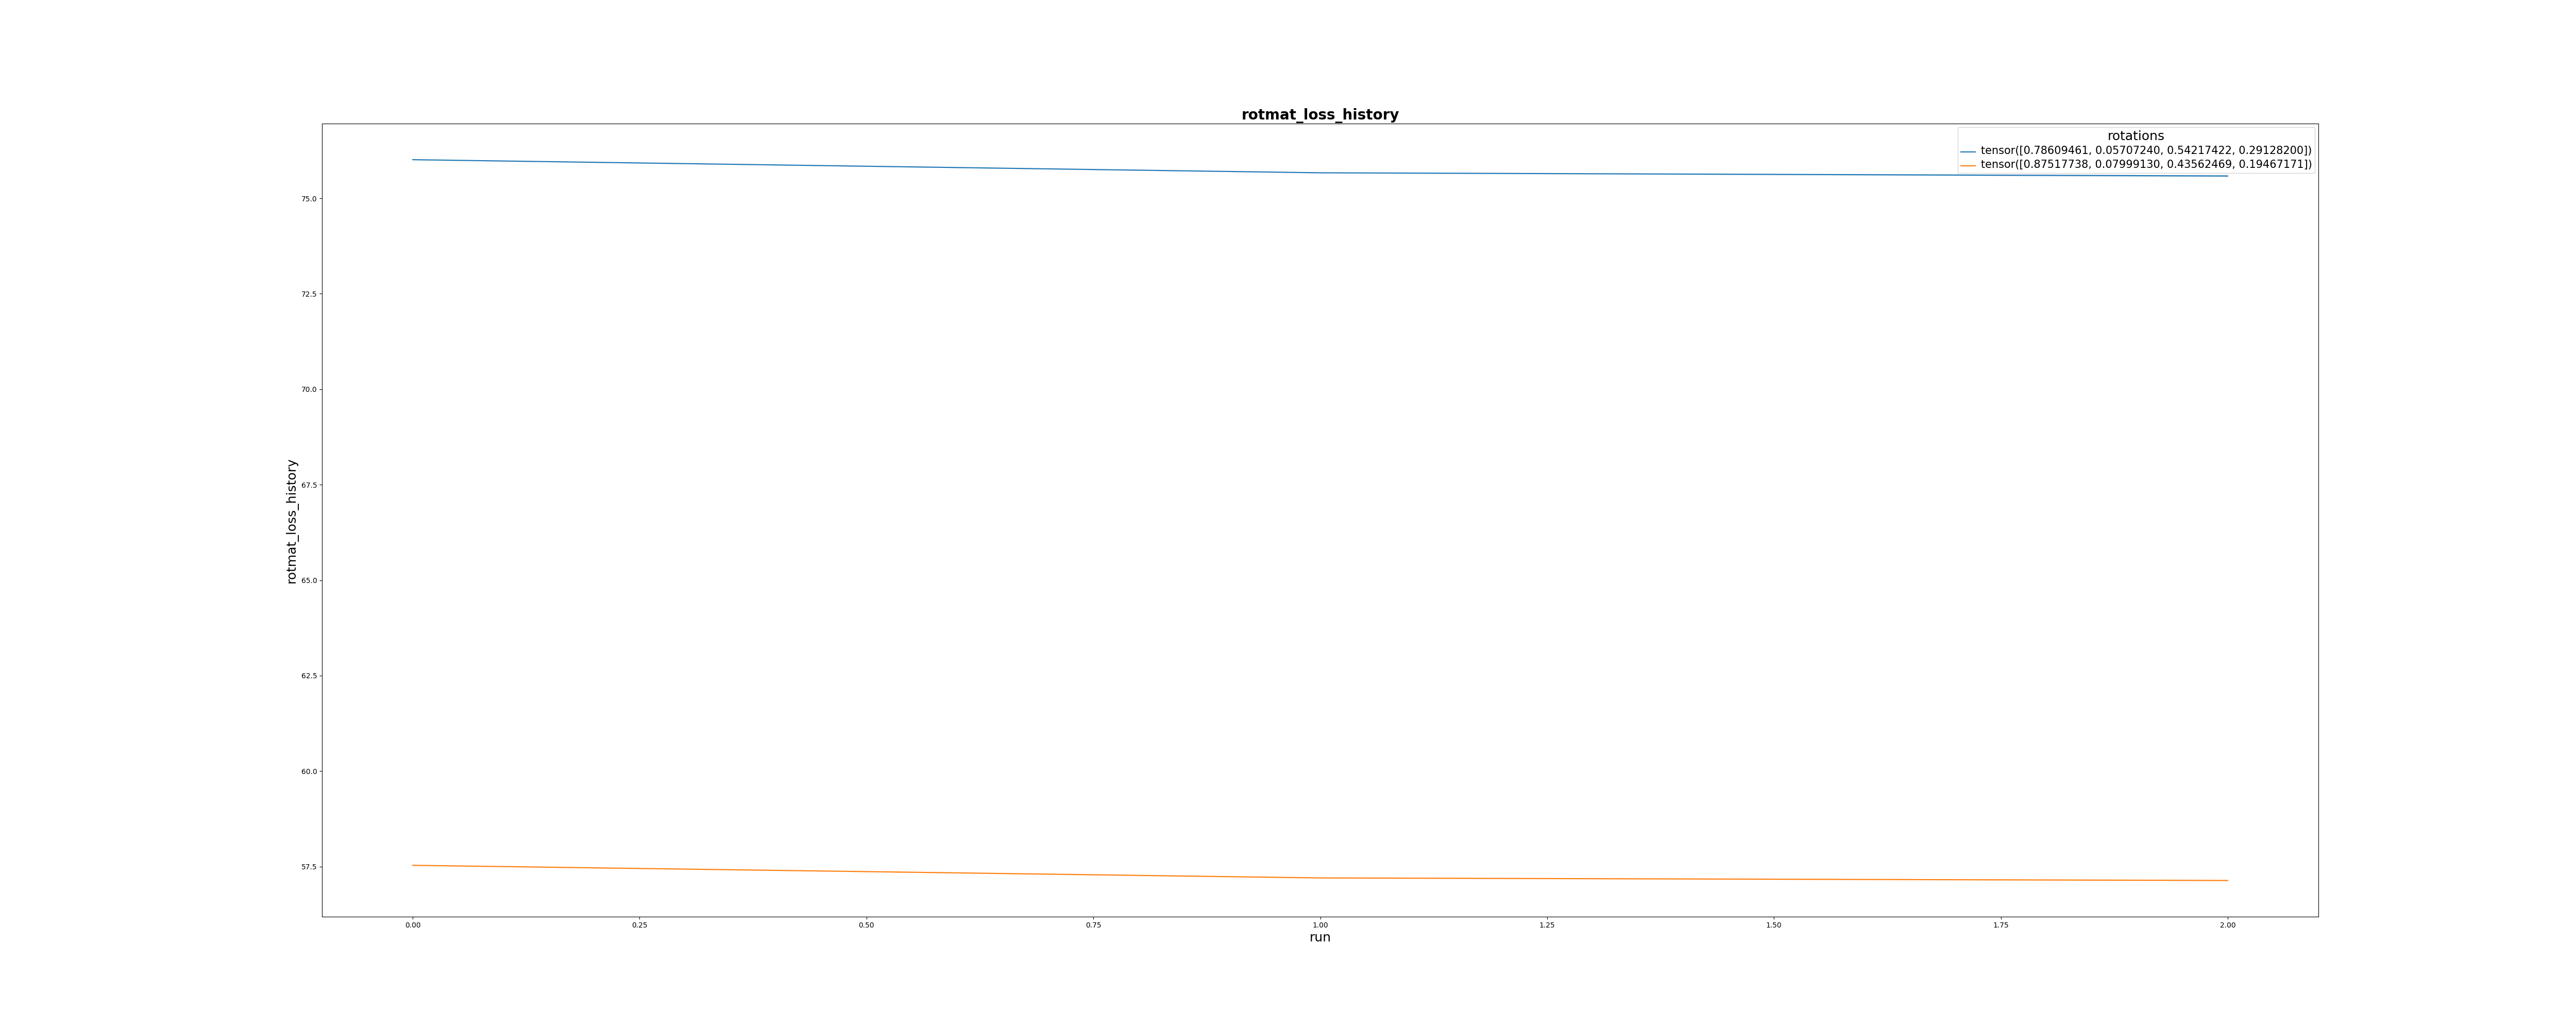 rotmat_loss_history
rotations
tensor([0.78609461, 0.05707240, 0.54217422, 0.29128200])
tensor([0.87517738, 0.07999130, 0.43562469, 0.19467171])
75.0
72.5
70.0
67.5
65.0
62.5
60.0
57.5
rotmat_loss_history
0.00 0.25 0.50 0.75 1.00 1.25 1.50 1.75 2.00
run